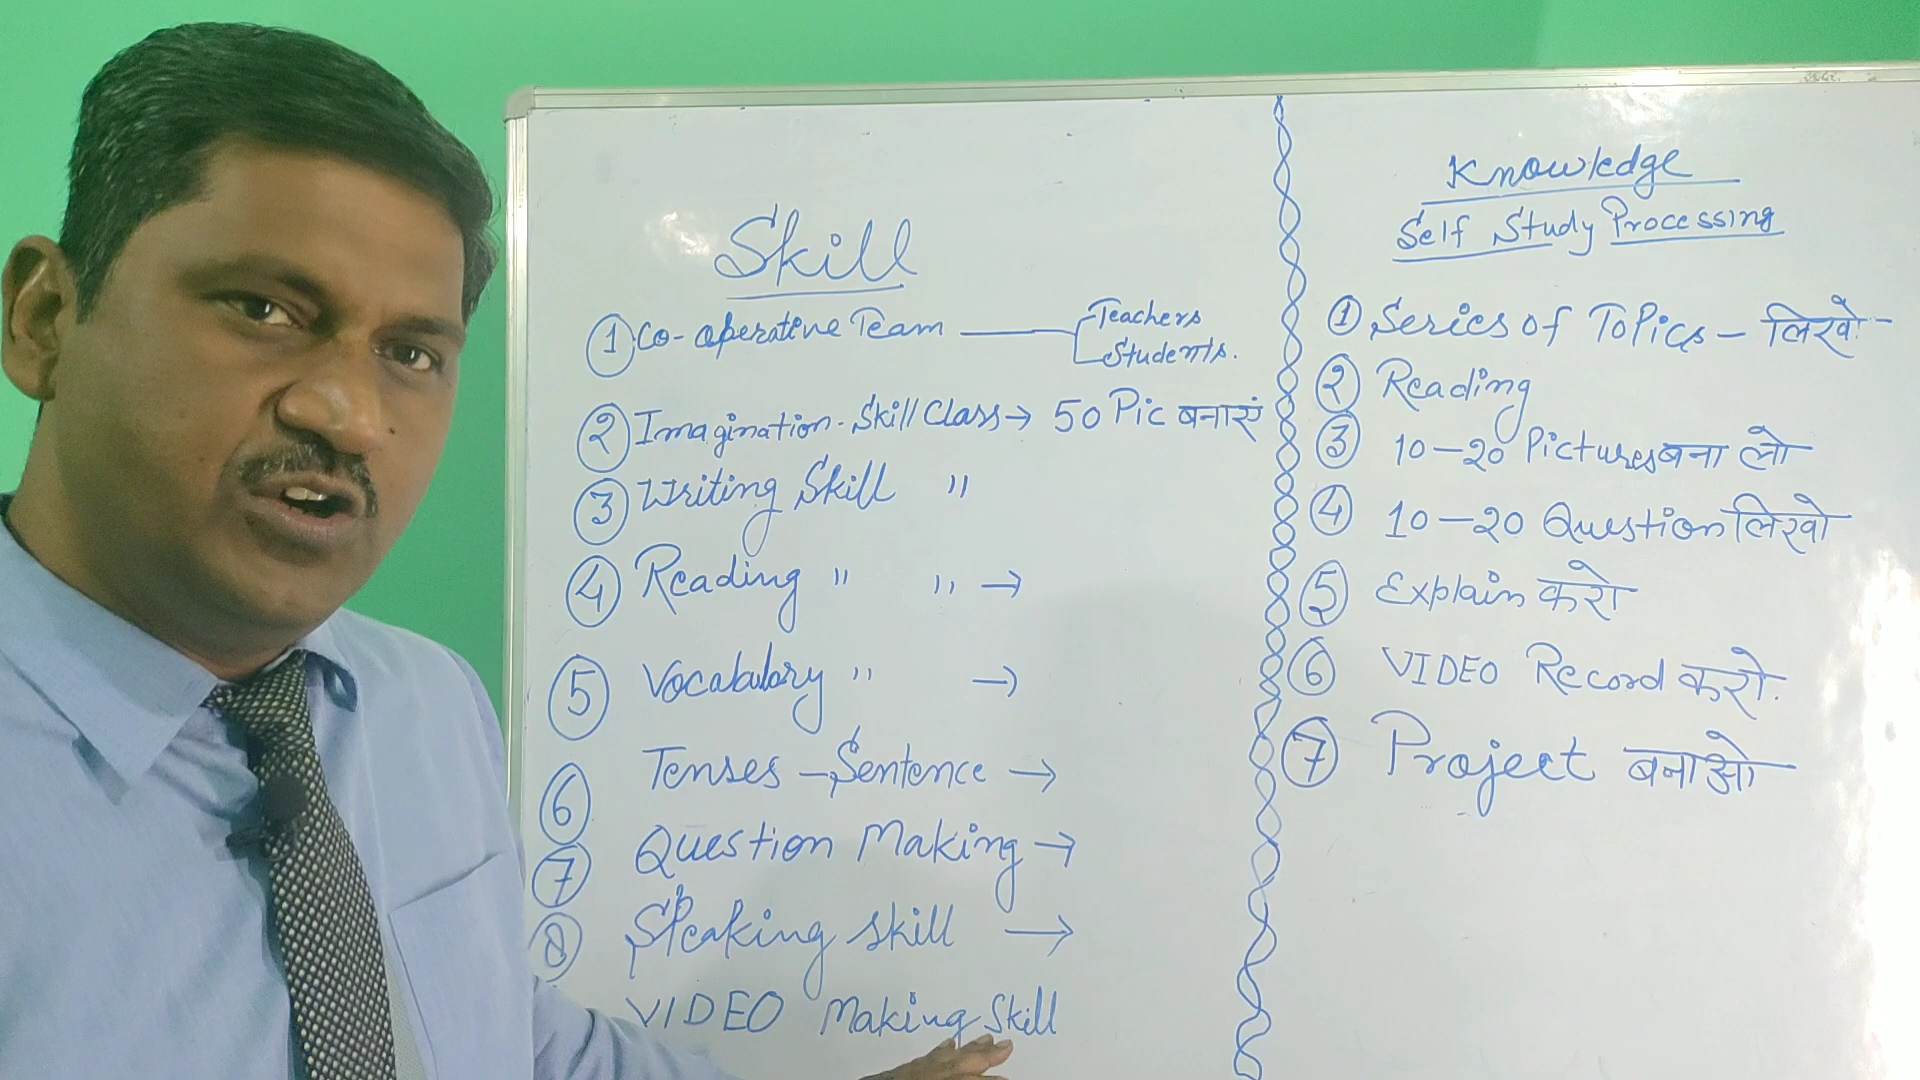 Skill
① Co-operative Team — Teachers
Students.
② Imagination. Skill Class → 50 Pic बनाएं
③ Writing Skill "
④ Reading " " →
⑤ Vocabulary " →
⑥ Tenses – Sentence →
⑦ Question Making →
⑧ Speaking skill →
VIDEO Making Skill
Knowledge
Self Study Processing
① Series of Topics – लिखो
② Reading
③ 10–20 Pictures बना लो
④ 10–20 Question लिखो
⑤ Explain करो
⑥ VIDEO Record करो.
⑦ Project बनाओ